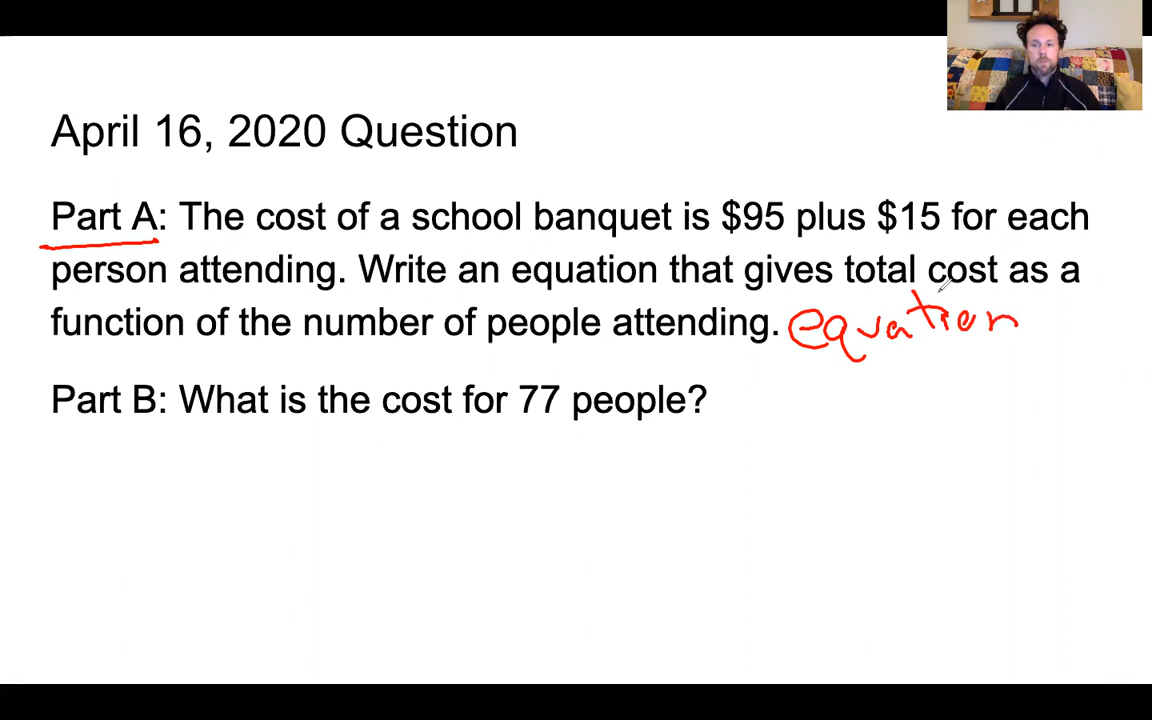 April 16, 2020 Question
Part A: The cost of a school banquet is $95 plus $15 for each
person attending. Write an equation that gives total cost as a
function of the number of people attending. equation
Part B: What is the cost for 77 people?